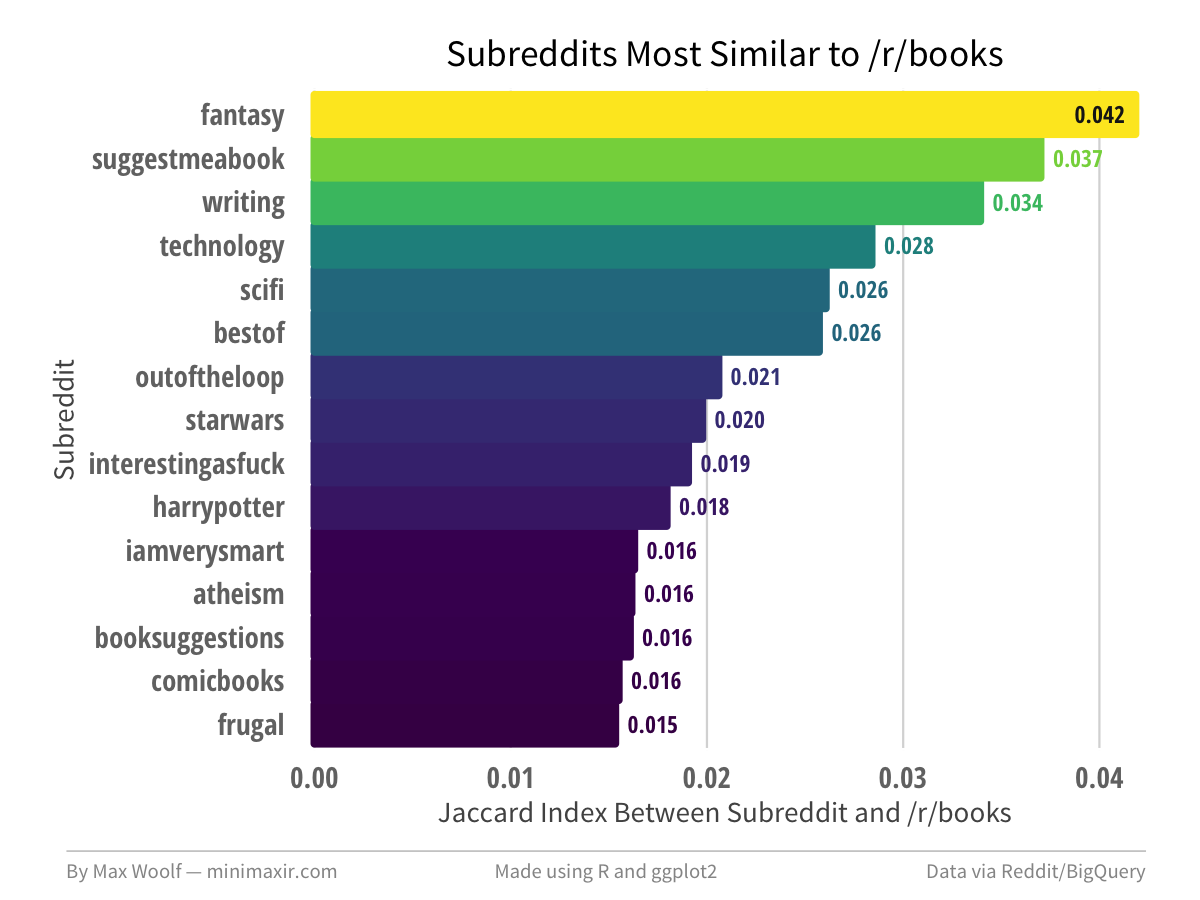 Subreddits Most Similar to /r/books
fantasy 0.042
suggestmeabook 0.037
writing 0.034
technology 0.028
scifi 0.026
bestof 0.026
outoftheloop 0.021
starwars 0.020
interestingasfuck 0.019
harrypotter 0.018
iamverysmart 0.016
atheism 0.016
booksuggestions 0.016
comicbooks 0.016
frugal 0.015
Subreddit
0.00 0.01 0.02 0.03 0.04
Jaccard Index Between Subreddit and /r/books
By Max Woolf — minimaxir.com Made using R and ggplot2 Data via Reddit/BigQuery